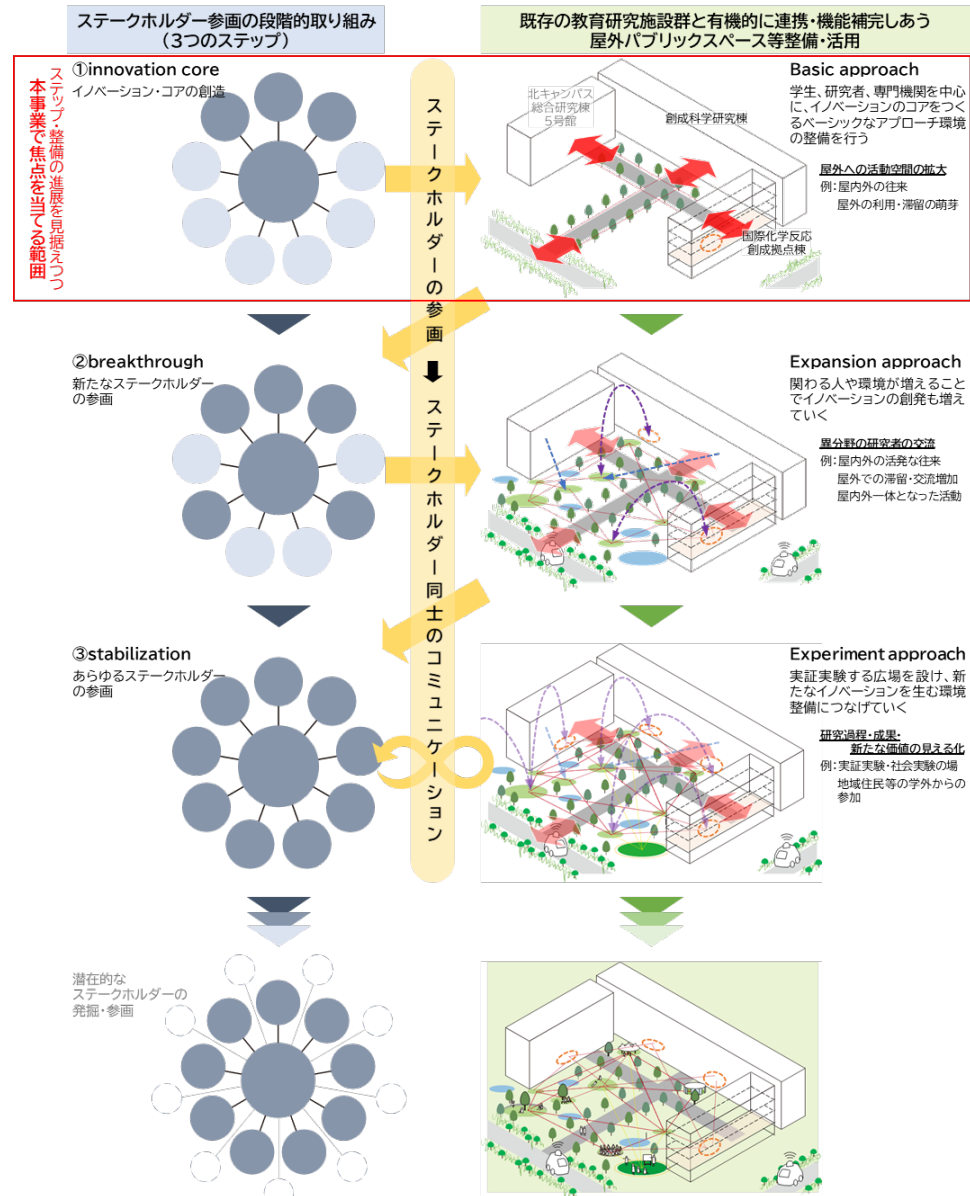 ステークホルダー参画の段階的取り組み
（3つのステップ）
既存の教育研究施設群と有機的に連携・機能補完しあう
屋外パブリックスペース等整備・活用
ステップ・整備の進展を見据えつつ
本事業で焦点を当てる範囲
①innovation core
イノベーション・コアの創造
ステークホルダーの参画
➡
ステークホルダー同士のコミュニケーション
北キャンパス
総合研究棟
5号館
創成科学研究棟
国際化学反応
創成拠点棟
Basic approach
学生、研究者、専門機関を中心
に、イノベーションのコアをつく
るベーシックなアプローチ環境
の整備を行う
屋外への活動空間の拡大
例：屋内外の往来
屋外の利用・滞留の萌芽
②breakthrough
新たなステークホルダー
の参画
Expansion approach
関わる人や環境が増えること
でイノベーションの創発も増え
ていく
異分野の研究者の交流
例：屋内外の活発な往来
屋外での滞留・交流増加
屋内外一体となった活動
③stabilization
あらゆるステークホルダー
の参画
Experiment approach
実証実験する広場を設け、新
たなイノベーションを生む環境
整備につなげていく
研究過程・成果・
新たな価値の見える化
例：実証実験・社会実験の場
地域住民等の学外からの
参加
潜在的な
ステークホルダーの
発掘・参画